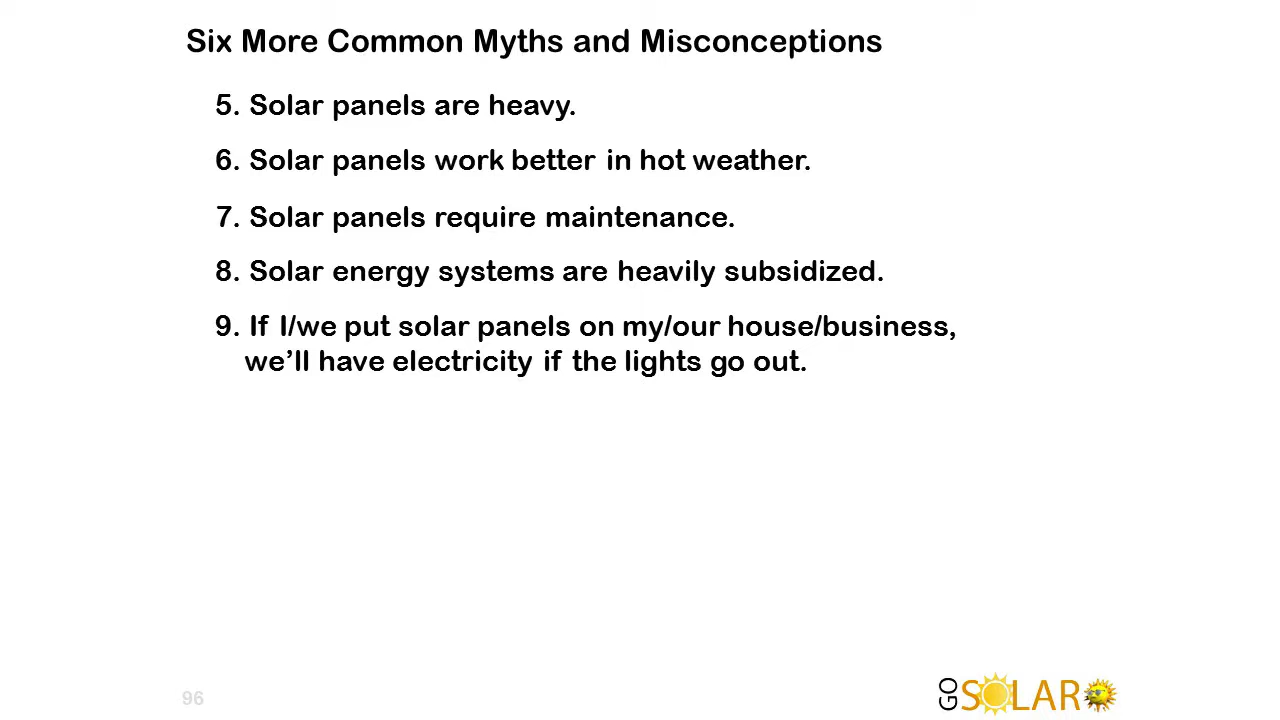 Six More Common Myths and Misconceptions
5. Solar panels are heavy.
6. Solar panels work better in hot weather.
7. Solar panels require maintenance.
8. Solar energy systems are heavily subsidized.
9. If I/we put solar panels on my/our house/business,
we’ll have electricity if the lights go out.
96
GO SOLAR